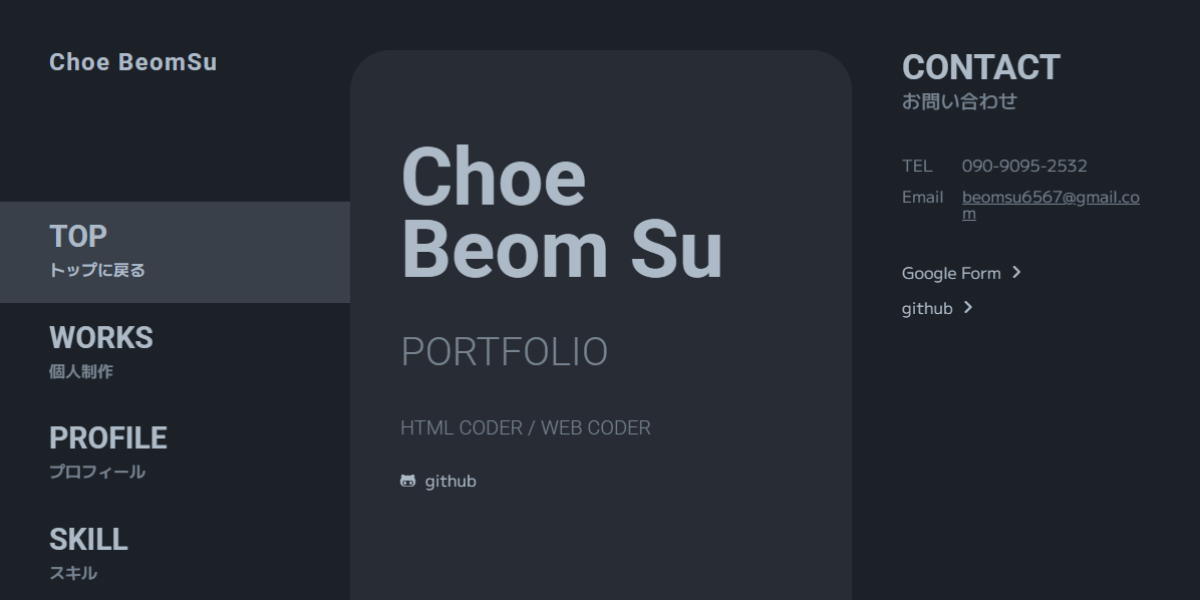 Choe BeomSu
TOP
トップに戻る
WORKS
個人制作
PROFILE
プロフィール
SKILL
スキル
Choe
Beom Su
PORTFOLIO
HTML CODER / WEB CODER
github
CONTACT
お問い合わせ
TEL 090-9095-2532
Email beomsu6567@gmail.co
m
Google Form
github